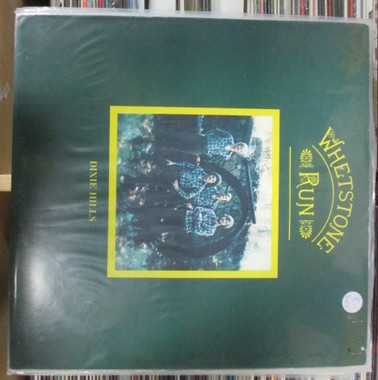 WHETSTONE
RUN
DIXIE HILLS